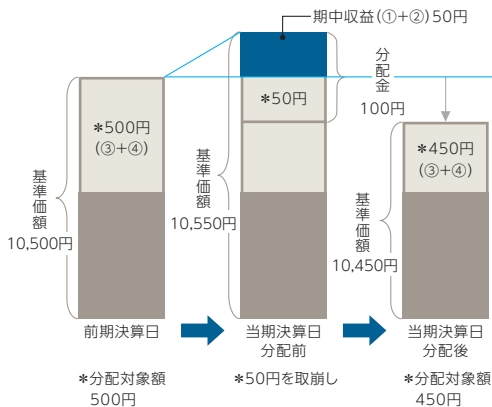 期中収益(①+②)50円
分配金
100円
*500円
(③+④)
*50円
*450円
(③+④)
基準価額
10,500円
基準価額
10,550円
基準価額
10,450円
前期決算日
当期決算日
分配前
当期決算日
分配後
*分配対象額
500円
*50円を取崩し
*分配対象額
450円